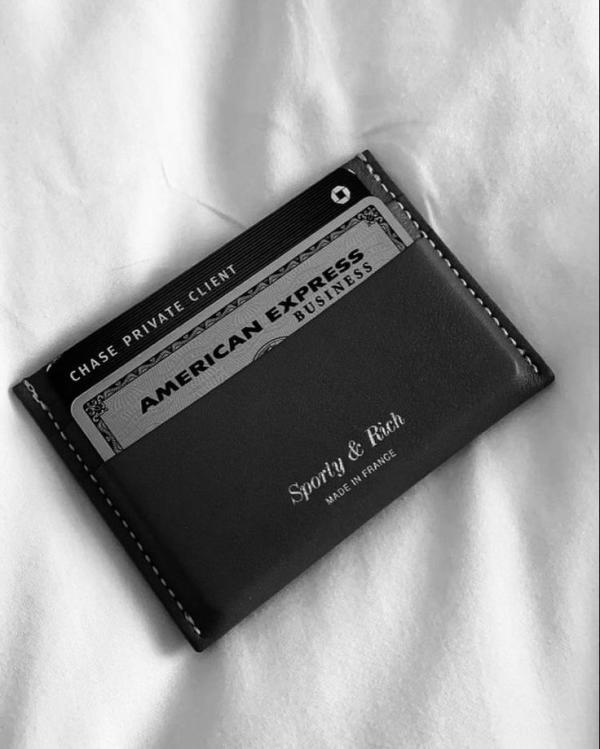 CHASE PRIVATE CLIENT
AMERICAN EXPRESS
BUSINESS
Sporty & Rich
MADE IN FRANCE